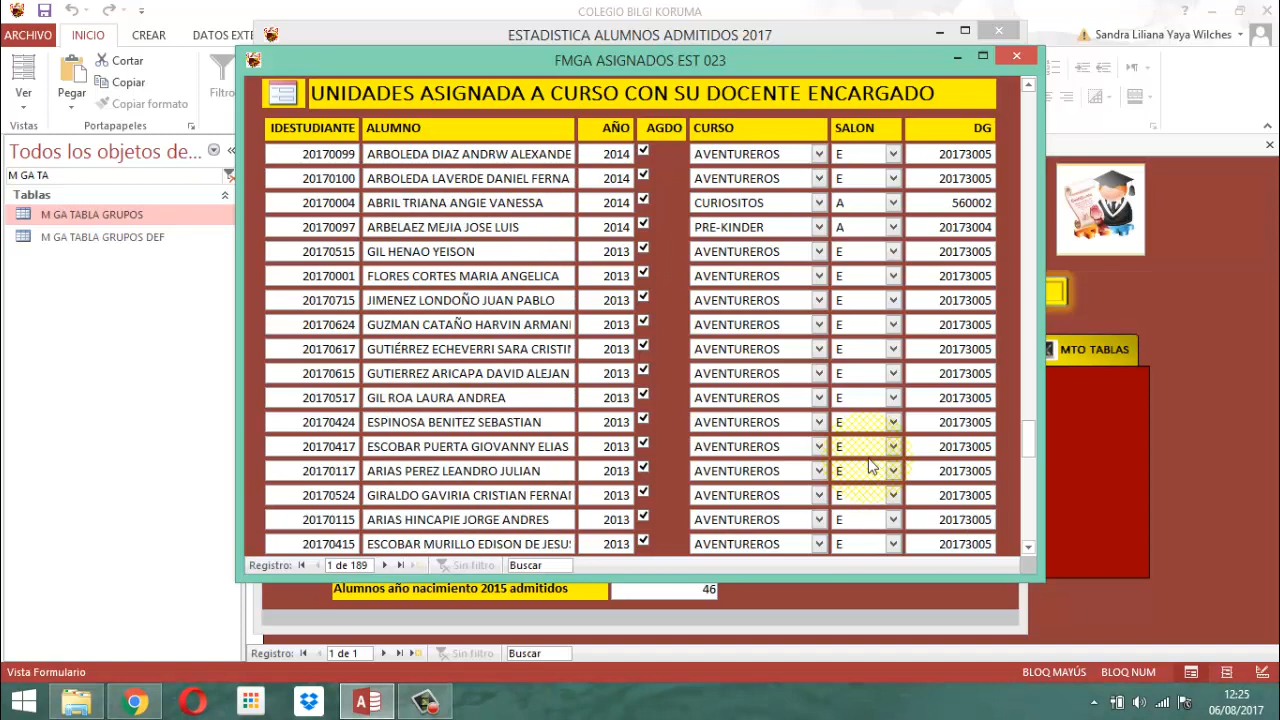 COLEGIO BILGI KORUMA
ARCHIVO INICIO CREAR DATOS EXTE
ESTADISTICA ALUMNOS ADMITIDOS 2017
Sandra Liliana Yaya Wilches
FMGA ASIGNADOS EST 023
Ver
Pegar
Cortar
Copiar
Copiar formato
Filtro
Vistas
Portapapeles
Todos los objetos de...
M GA TA
Tablas
M GA TABLA GRUPOS
M GA TABLA GRUPOS DEF
UNIDADES ASIGNADA A CURSO CON SU DOCENTE ENCARGADO
IDESTUDIANTE ALUMNO AÑO AGDO CURSO SALON DG
20170099 ARBOLEDA DIAZ ANDRW ALEXANDE 2014 AVENTUREROS E 20173005
20170100 ARBOLEDA LAVERDE DANIEL FERNA 2014 AVENTUREROS E 20173005
20170004 ABRIL TRIANA ANGIE VANESSA 2014 CURIOSITOS A 560002
20170097 ARBELAEZ MEJIA JOSE LUIS 2014 PRE-KINDER A 20173004
20170515 GIL HENAO YEISON 2013 AVENTUREROS E 20173005
20170001 FLORES CORTES MARIA ANGELICA 2013 AVENTUREROS E 20173005
20170715 JIMENEZ LONDOÑO JUAN PABLO 2013 AVENTUREROS E 20173005
20170624 GUZMAN CATAÑO HARVIN ARMANI 2013 AVENTUREROS E 20173005
20170617 GUTIÉRREZ ECHEVERRI SARA CRISTIN 2013 AVENTUREROS E 20173005
20170615 GUTIERREZ ARICAPA DAVID ALEJAN 2013 AVENTUREROS E 20173005
20170517 GIL ROA LAURA ANDREA 2013 AVENTUREROS E 20173005
20170424 ESPINOSA BENITEZ SEBASTIAN 2013 AVENTUREROS E 20173005
20170417 ESCOBAR PUERTA GIOVANNY ELIAS 2013 AVENTUREROS E 20173005
20170117 ARIAS PEREZ LEANDRO JULIAN 2013 AVENTUREROS E 20173005
20170524 GIRALDO GAVIRIA CRISTIAN FERNAI 2013 AVENTUREROS E 20173005
20170115 ARIAS HINCAPIE JORGE ANDRES 2013 AVENTUREROS E 20173005
20170415 ESCOBAR MURILLO EDISON DE JESUS 2013 AVENTUREROS E 20173005
Registro: 1 de 189 Sin filtro Buscar
MTO TABLAS
Alumnos año nacimiento 2015 admitidos 46
Registro: 1 de 1 Sin filtro Buscar
Vista Formulario BLOQ MAYÚS BLOQ NUM
12:25
06/08/2017